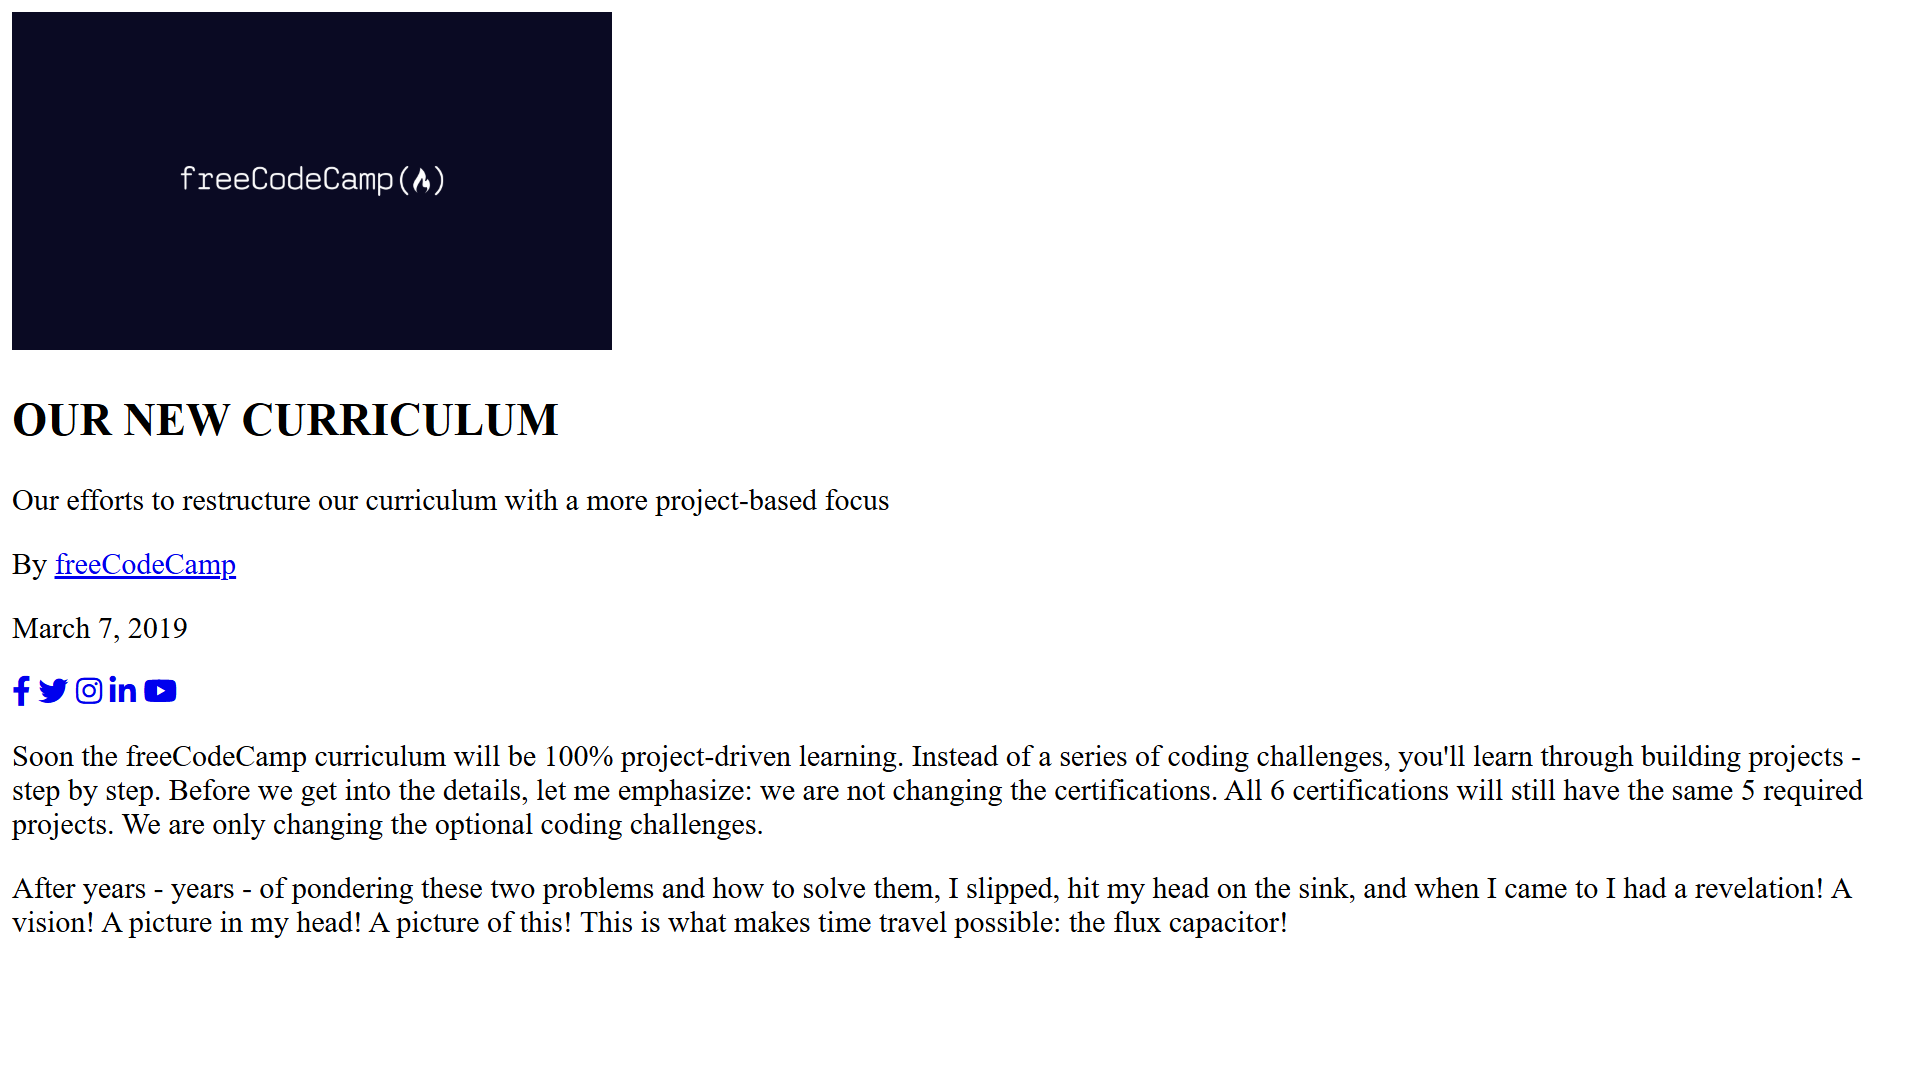 freeCodeCamp(
OUR NEW CURRICULUM
Our efforts to restructure our curriculum with a more project-based focus
By freeCodeCamp
March 7, 2019
Soon the freeCodeCamp curriculum will be 100% project-driven learning. Instead of a series of coding challenges, you'll learn through building projects -
step by step. Before we get into the details, let me emphasize: we are not changing the certifications. All 6 certifications will still have the same 5 required
projects. We are only changing the optional coding challenges.
After years - years - of pondering these two problems and how to solve them, I slipped, hit my head on the sink, and when I came to I had a revelation! A
vision! A picture in my head! A picture of this! This is what makes time travel possible: the flux capacitor!